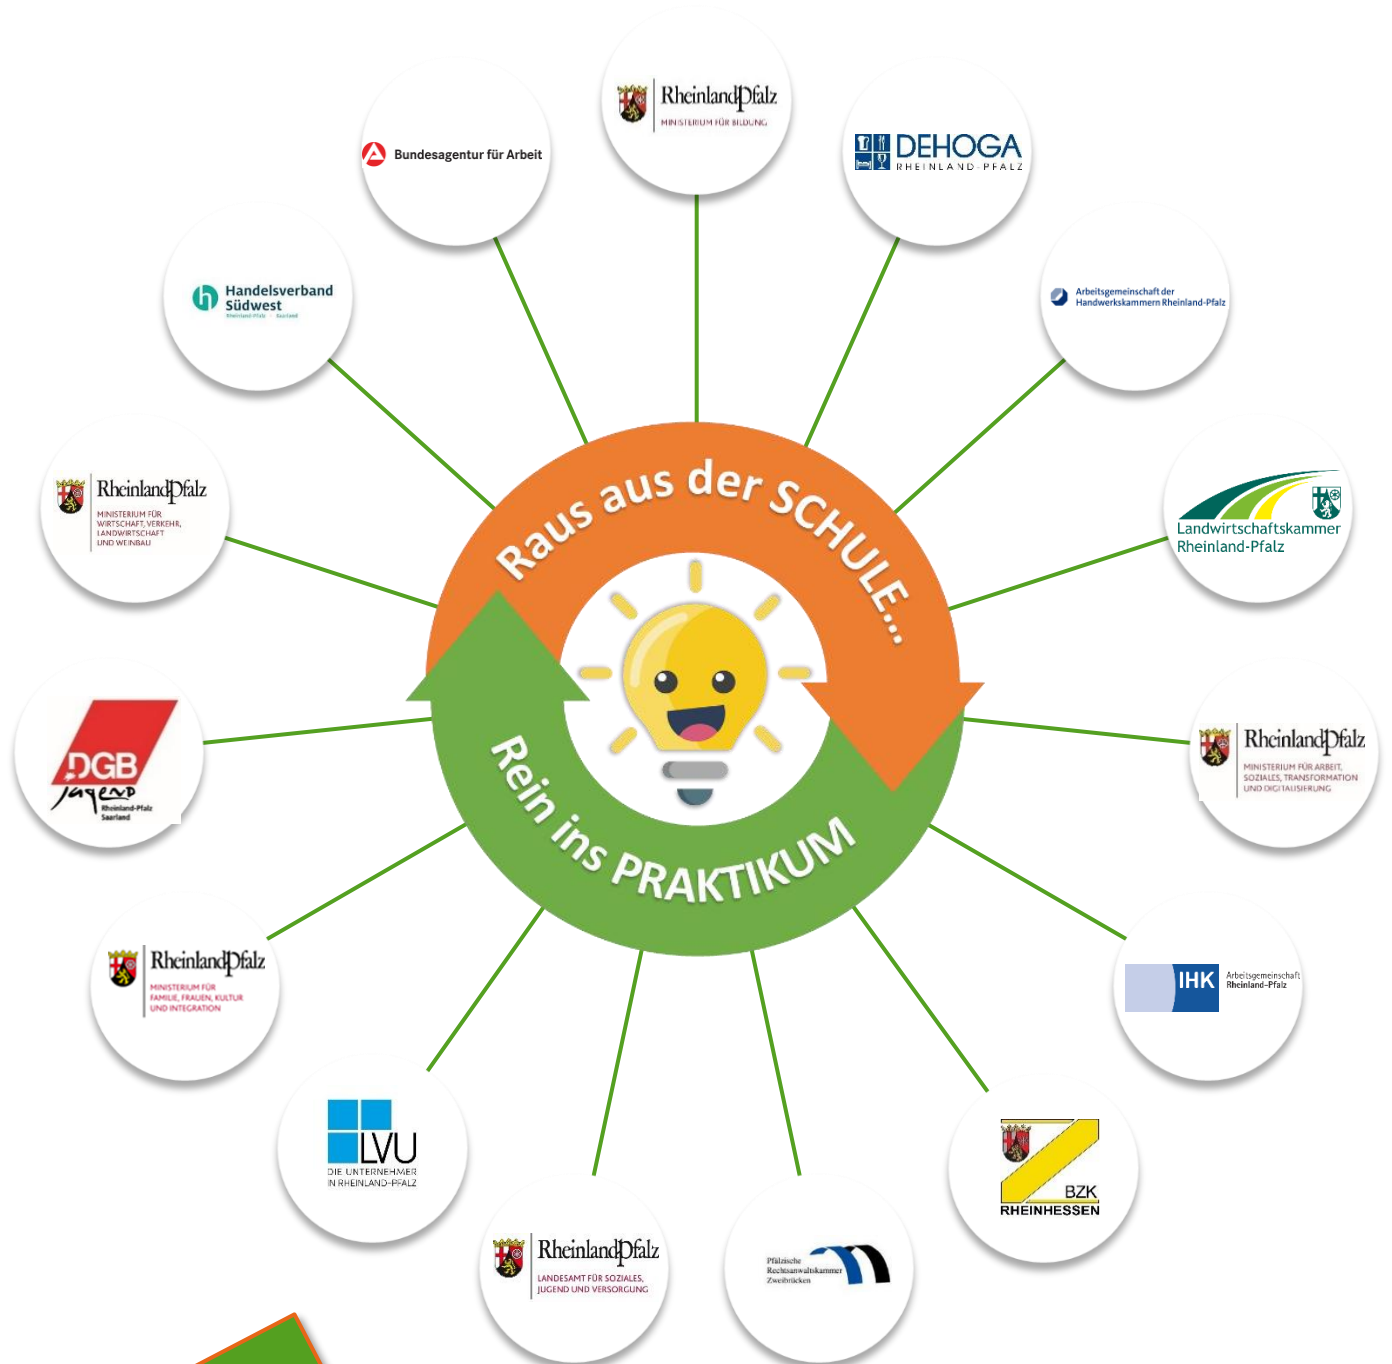 RheinlandPfalz
MINISTERIUM FÜR BILDUNG
Bundesagentur für Arbeit
DEHOGA
RHEINLAND-PFALZ
Handelsverband
Südwest
Rheinland-Pfalz · Saarland
Arbeitsgemeinschaft der
Handwerkskammern Rheinland-Pfalz
RheinlandPfalz
MINISTERIUM FÜR
WIRTSCHAFT, VERKEHR,
LANDWIRTSCHAFT
UND WEINBAU
Landwirtschaftskammer
Rheinland-Pfalz
Raus aus der SCHULE...
Rein ins PRAKTIKUM
DGB
Jugend
Rheinland-Pfalz
Saarland
RheinlandPfalz
MINISTERIUM FÜR ARBEIT,
SOZIALES, TRANSFORMATION
UND DIGITALISIERUNG
RheinlandPfalz
MINISTERIUM FÜR
FAMILIE, FRAUEN, KULTUR
UND INTEGRATION
IHK
Arbeitsgemeinschaft
Rheinland-Pfalz
LVU
DIE UNTERNEHMER
IN RHEINLAND-PFALZ
BZK
RHEINHESSEN
RheinlandPfalz
LANDESAMT FÜR SOZIALES,
JUGEND UND VERSORGUNG
Pfälzische
Rechtsanwaltskammer
Zweibrücken